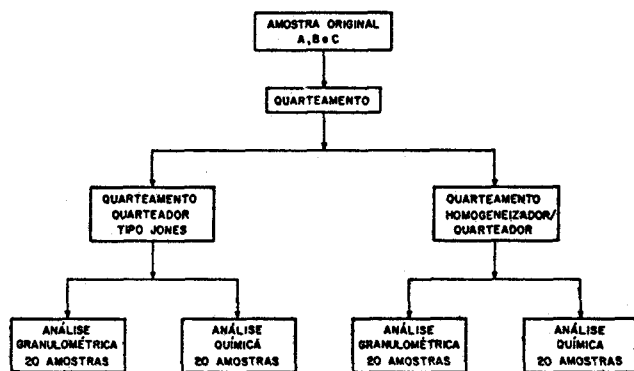 AMOSTRA ORIGINAL
A, B e C
QUARTEAMENTO
QUARTEAMENTO
QUARTEADOR
TIPO JONES
QUARTEAMENTO
HOMOGENEIZADOR/
QUARTEADOR
ANÁLISE
GRANULOMÉTRICA
20 AMOSTRAS
ANÁLISE
QUÍMICA
20 AMOSTRAS
ANÁLISE
GRANULOMÉTRICA
20 AMOSTRAS
ANÁLISE
QUÍMICA
20 AMOSTRAS